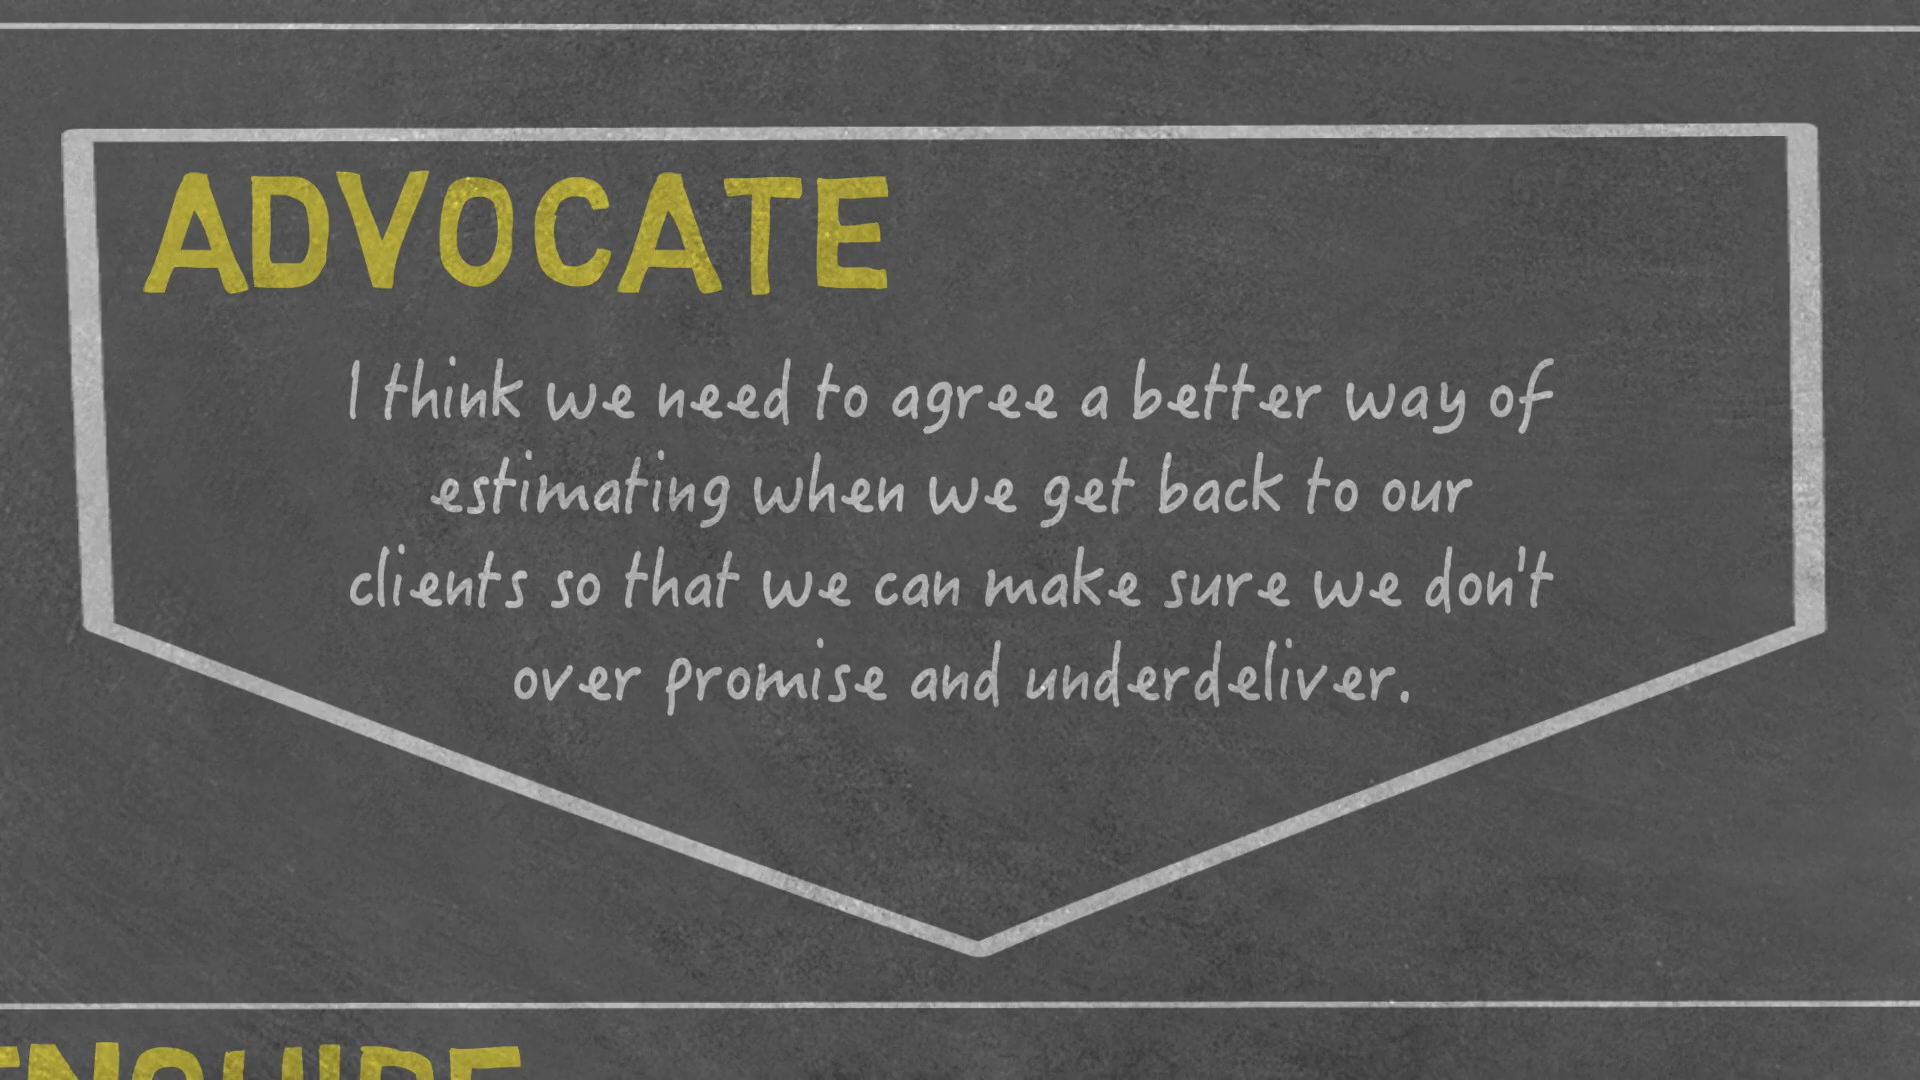 ADVOCATE
I think we need to agree a better way of
estimating when we get back to our
clients so that we can make sure we don't
over promise and underdeliver.
ENQUIRE